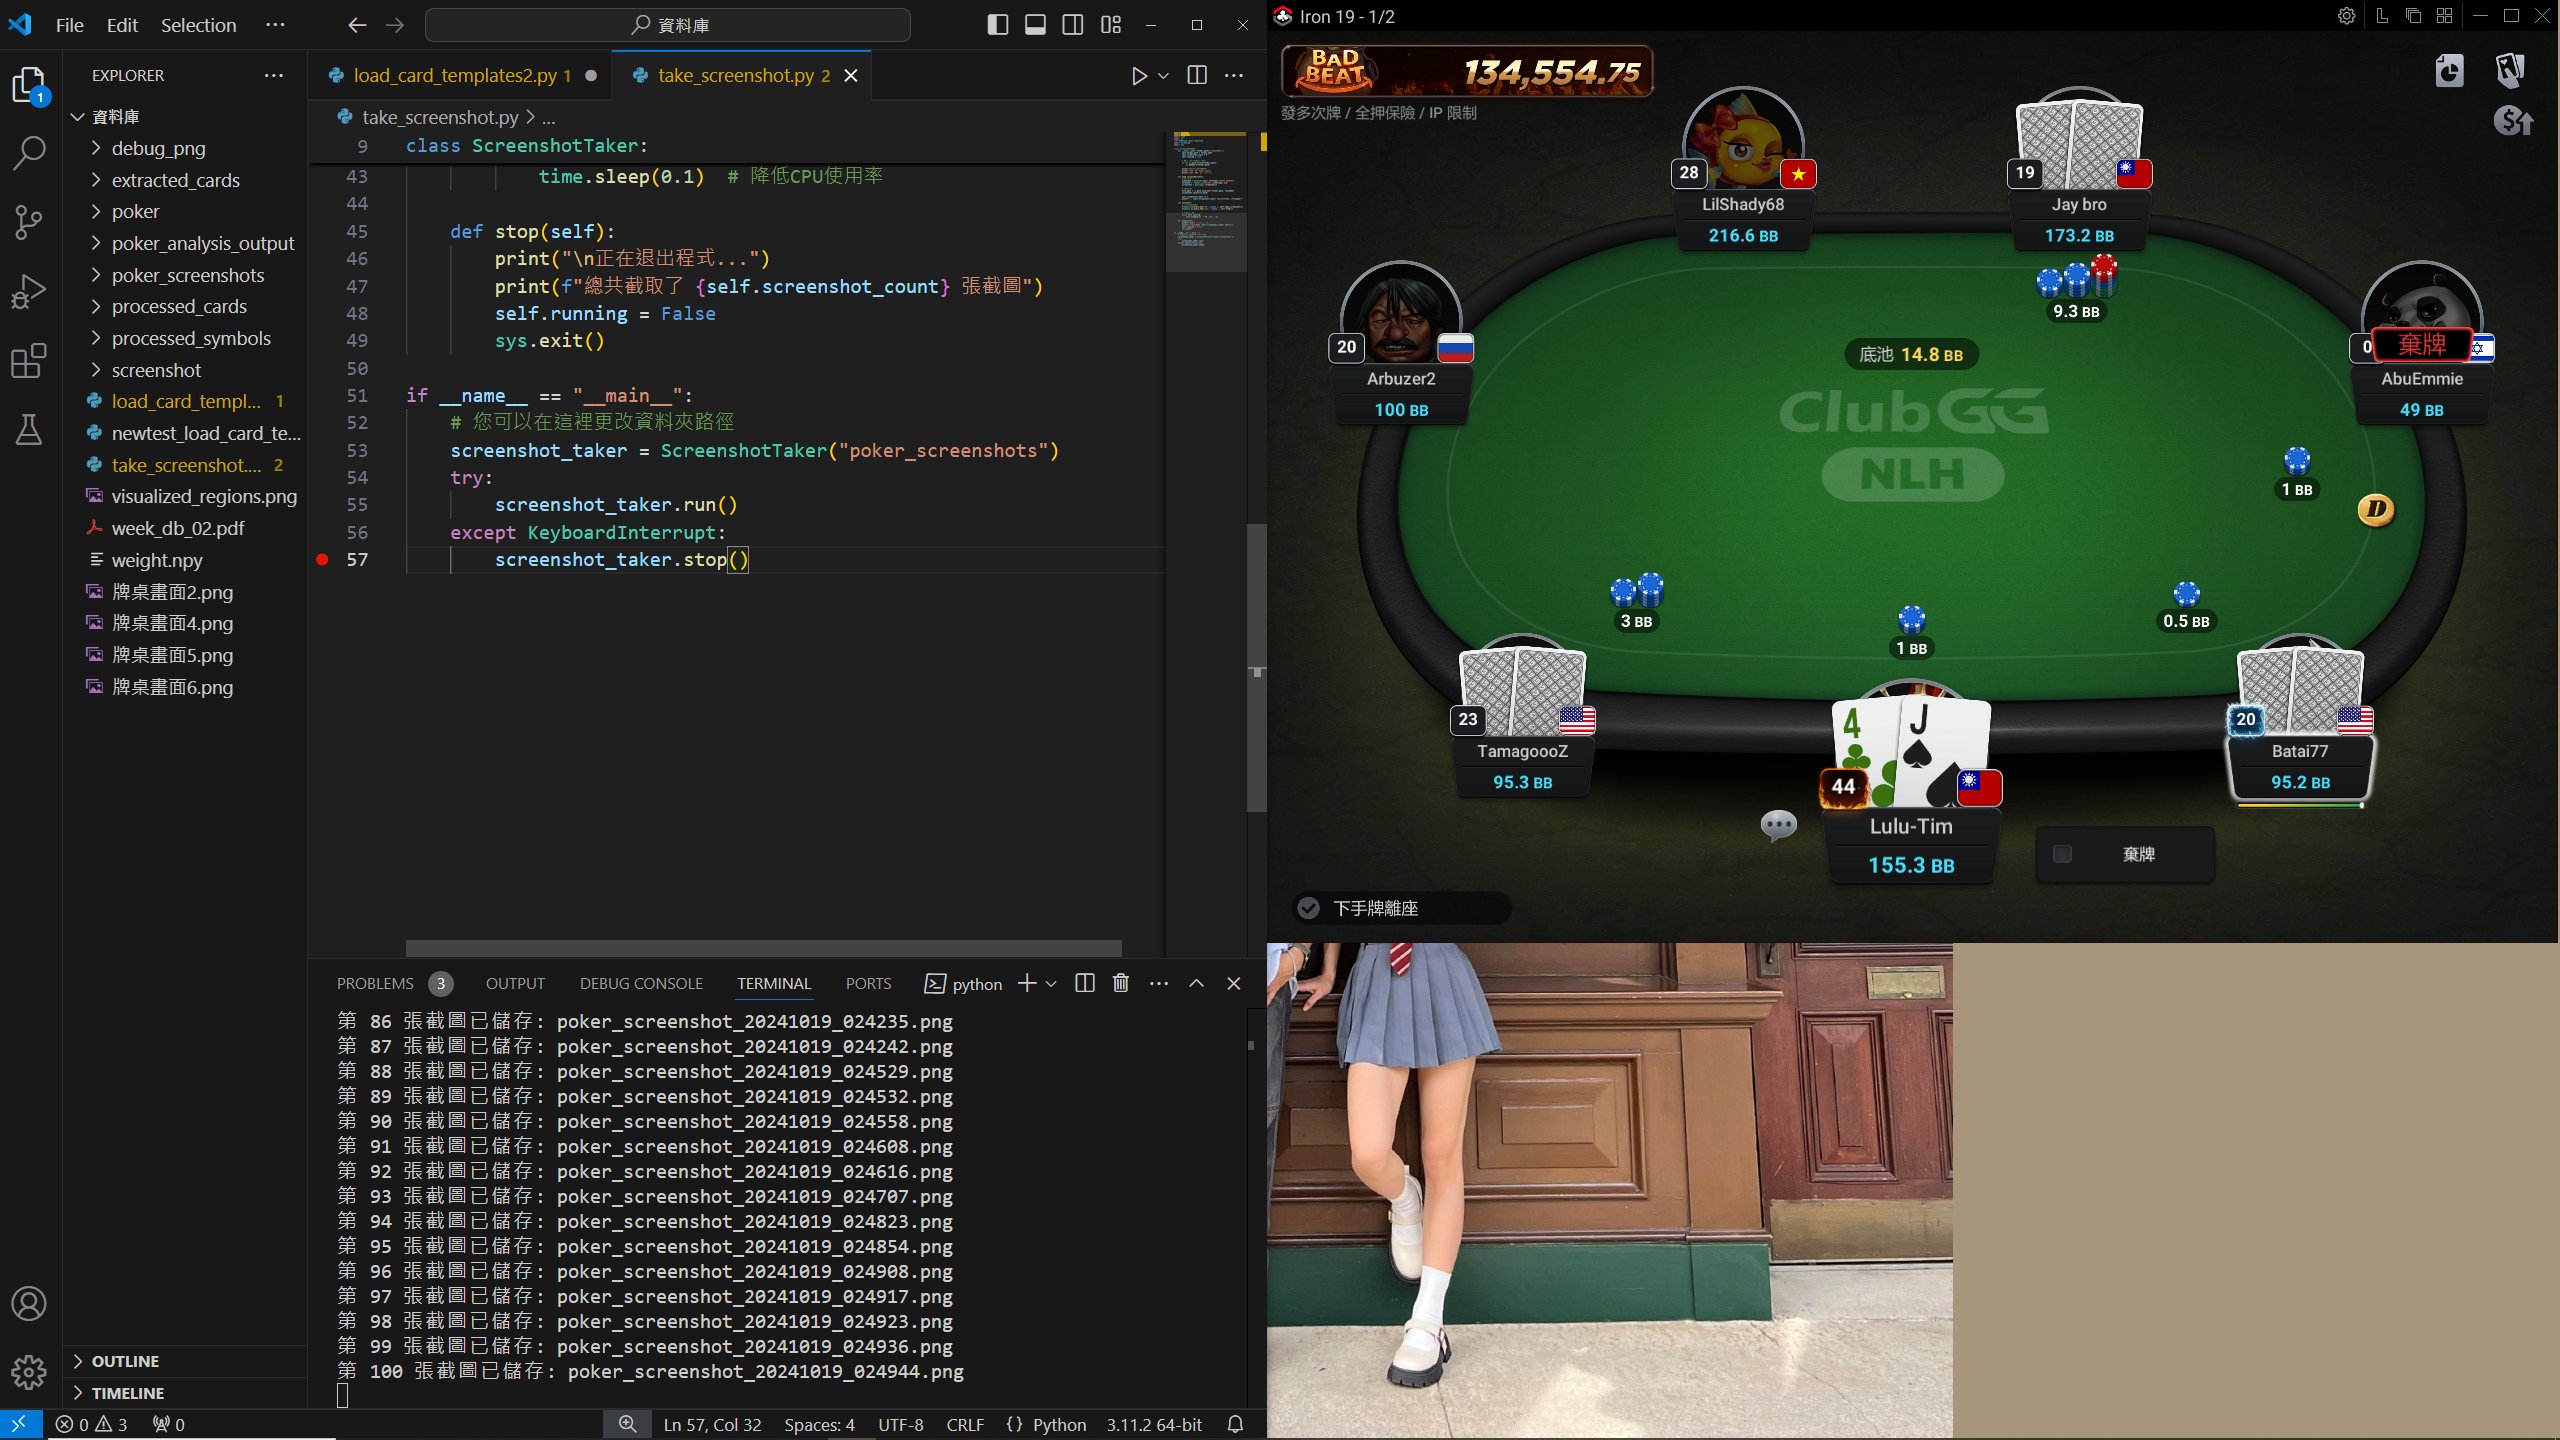 File Edit Selection ···
資料庫
EXPLORER ···
資料庫
debug_png
extracted_cards
poker
poker_analysis_output
poker_screenshots
processed_cards
processed_symbols
screenshot
load_card_templ... 1
newtest_load_card_te...
take_screenshot.... 2
visualized_regions.png
week_db_02.pdf
weight.npy
牌桌畫面2.png
牌桌畫面4.png
牌桌畫面5.png
牌桌畫面6.png
OUTLINE
TIMELINE
1
load_card_templates2.py 1
take_screenshot.py 2
take_screenshot.py > ...
9 class ScreenshotTaker:
43 time.sleep(0.1) # 降低CPU使用率
44
45 def stop(self):
46 print("\n正在退出程式...")
47 print(f"總共截取了 {self.screenshot_count} 張截圖")
48 self.running = False
49 sys.exit()
50
51 if __name__ == "__main__":
52 # 您可以在這裡更改資料夾路徑
53 screenshot_taker = ScreenshotTaker("poker_screenshots")
54 try:
55 screenshot_taker.run()
56 except KeyboardInterrupt:
57 screenshot_taker.stop()
PROBLEMS 3 OUTPUT DEBUG CONSOLE TERMINAL PORTS python
第 86 張截圖已儲存: poker_screenshot_20241019_024235.png
第 87 張截圖已儲存: poker_screenshot_20241019_024242.png
第 88 張截圖已儲存: poker_screenshot_20241019_024529.png
第 89 張截圖已儲存: poker_screenshot_20241019_024532.png
第 90 張截圖已儲存: poker_screenshot_20241019_024558.png
第 91 張截圖已儲存: poker_screenshot_20241019_024608.png
第 92 張截圖已儲存: poker_screenshot_20241019_024616.png
第 93 張截圖已儲存: poker_screenshot_20241019_024707.png
第 94 張截圖已儲存: poker_screenshot_20241019_024823.png
第 95 張截圖已儲存: poker_screenshot_20241019_024854.png
第 96 張截圖已儲存: poker_screenshot_20241019_024908.png
第 97 張截圖已儲存: poker_screenshot_20241019_024917.png
第 98 張截圖已儲存: poker_screenshot_20241019_024923.png
第 99 張截圖已儲存: poker_screenshot_20241019_024936.png
第 100 張截圖已儲存: poker_screenshot_20241019_024944.png
0 3 0
Ln 57, Col 32 Spaces: 4 UTF-8 CRLF {} Python 3.11.2 64-bit
Iron 19 - 1/2
BAD BEAT 134,554.75
發多次牌 / 全押保險 / IP 限制
28
LilShady68
216.6 BB
19
Jay bro
173.2 BB
9.3 BB
20
Arbuzer2
100 BB
底池 14.8 BB
0
棄牌
AbuEmmie
49 BB
ClubGG
NLH
1 BB
D
3 BB
1 BB
0.5 BB
23
TamagoooZ
95.3 BB
4 J
44
Lulu-Tim
155.3 BB
20
Batai77
95.2 BB
棄牌
下手牌離座